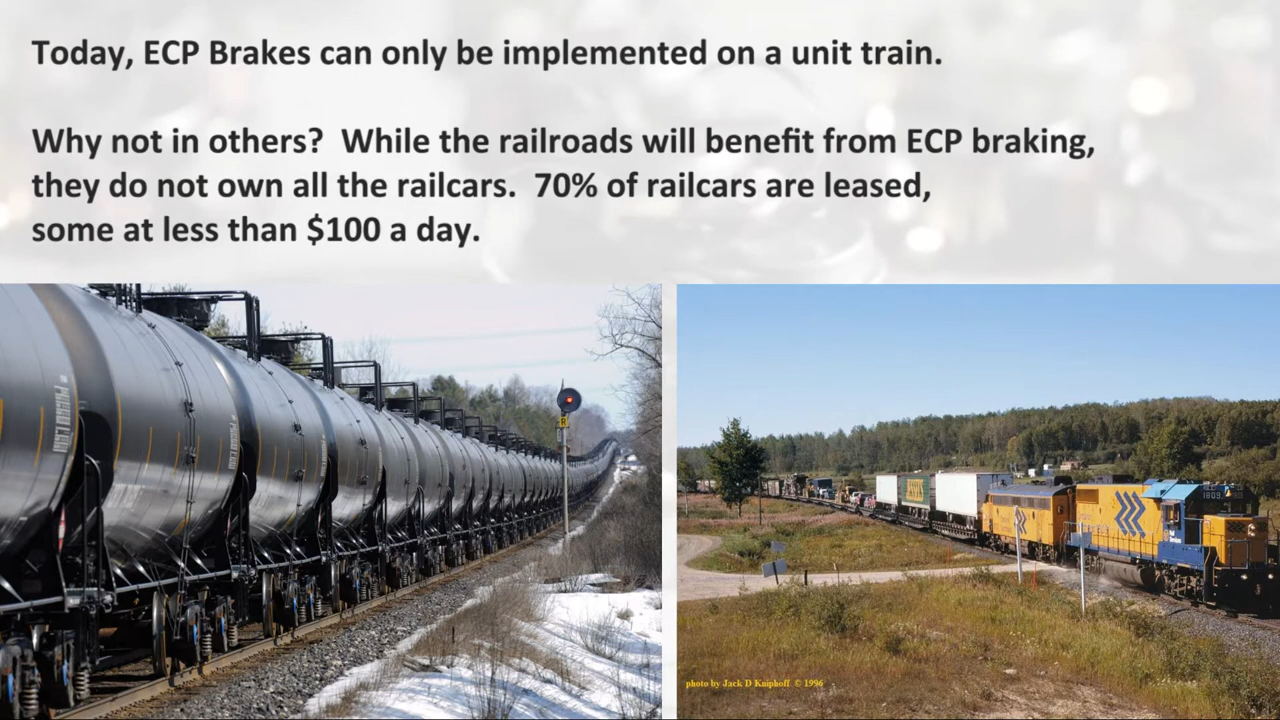 Today, ECP Brakes can only be implemented on a unit train.
Why not in others?  While the railroads will benefit from ECP braking,
they do not own all the railcars.  70% of railcars are leased,
some at less than $100 a day.
R
1809
photo by Jack D Kuiphoff © 1996